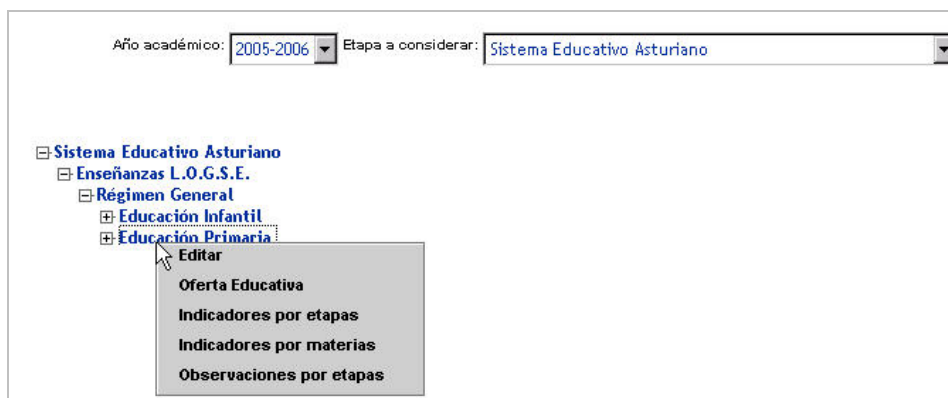 Año académico: 2005-2006 Etapa a considerar: Sistema Educativo Asturiano
Sistema Educativo Asturiano
Enseñanzas L.O.G.S.E.
Régimen General
Educación Infantil
Educación Primaria
Editar
Oferta Educativa
Indicadores por etapas
Indicadores por materias
Observaciones por etapas